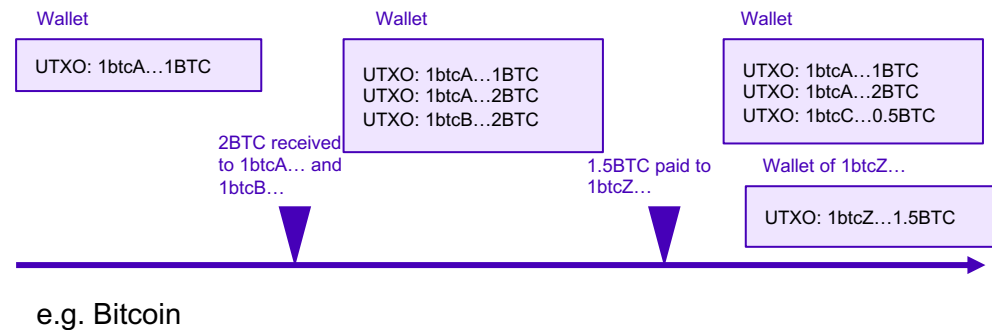 Wallet
UTXO: 1btcA…1BTC
2BTC received
to 1btcA… and
1btcB…
Wallet
UTXO: 1btcA…1BTC
UTXO: 1btcA…2BTC
UTXO: 1btcB…2BTC
1.5BTC paid to
1btcZ…
Wallet
UTXO: 1btcA…1BTC
UTXO: 1btcA…2BTC
UTXO: 1btcC…0.5BTC
Wallet of 1btcZ…
UTXO: 1btcZ…1.5BTC
e.g. Bitcoin